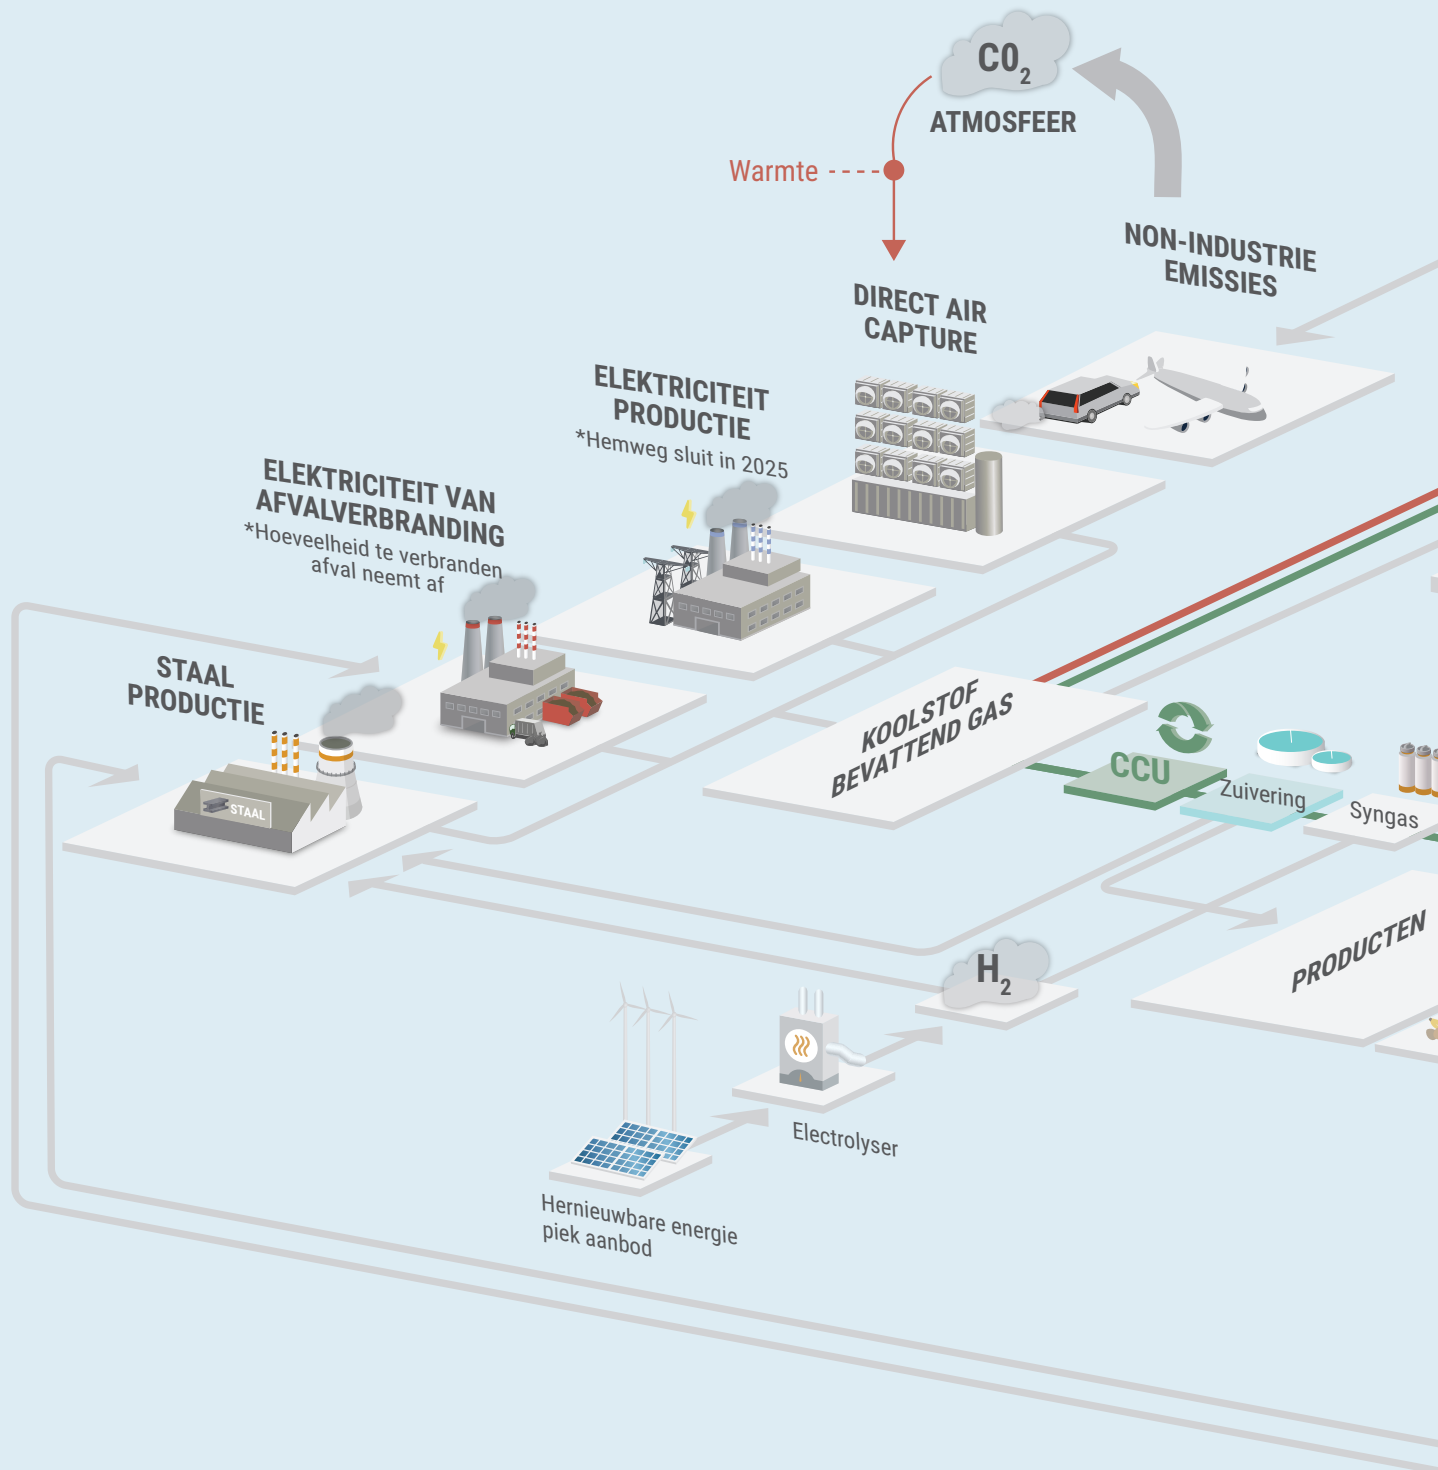 CO2
ATMOSFEER
Warmte
NON-INDUSTRIE
EMISSIES
DIRECT AIR
CAPTURE
ELEKTRICITEIT
PRODUCTIE
*Hemweg sluit in 2025
ELEKTRICITEIT VAN
AFVALVERBRANDING
*Hoeveelheid te verbranden
afval neemt af
STAAL
PRODUCTIE
STAAL
KOOLSTOF
BEVATTEND GAS
CCU
Zuivering
Syngas
PRODUCTEN
H2
Electrolyser
Hernieuwbare energie
piek aanbod